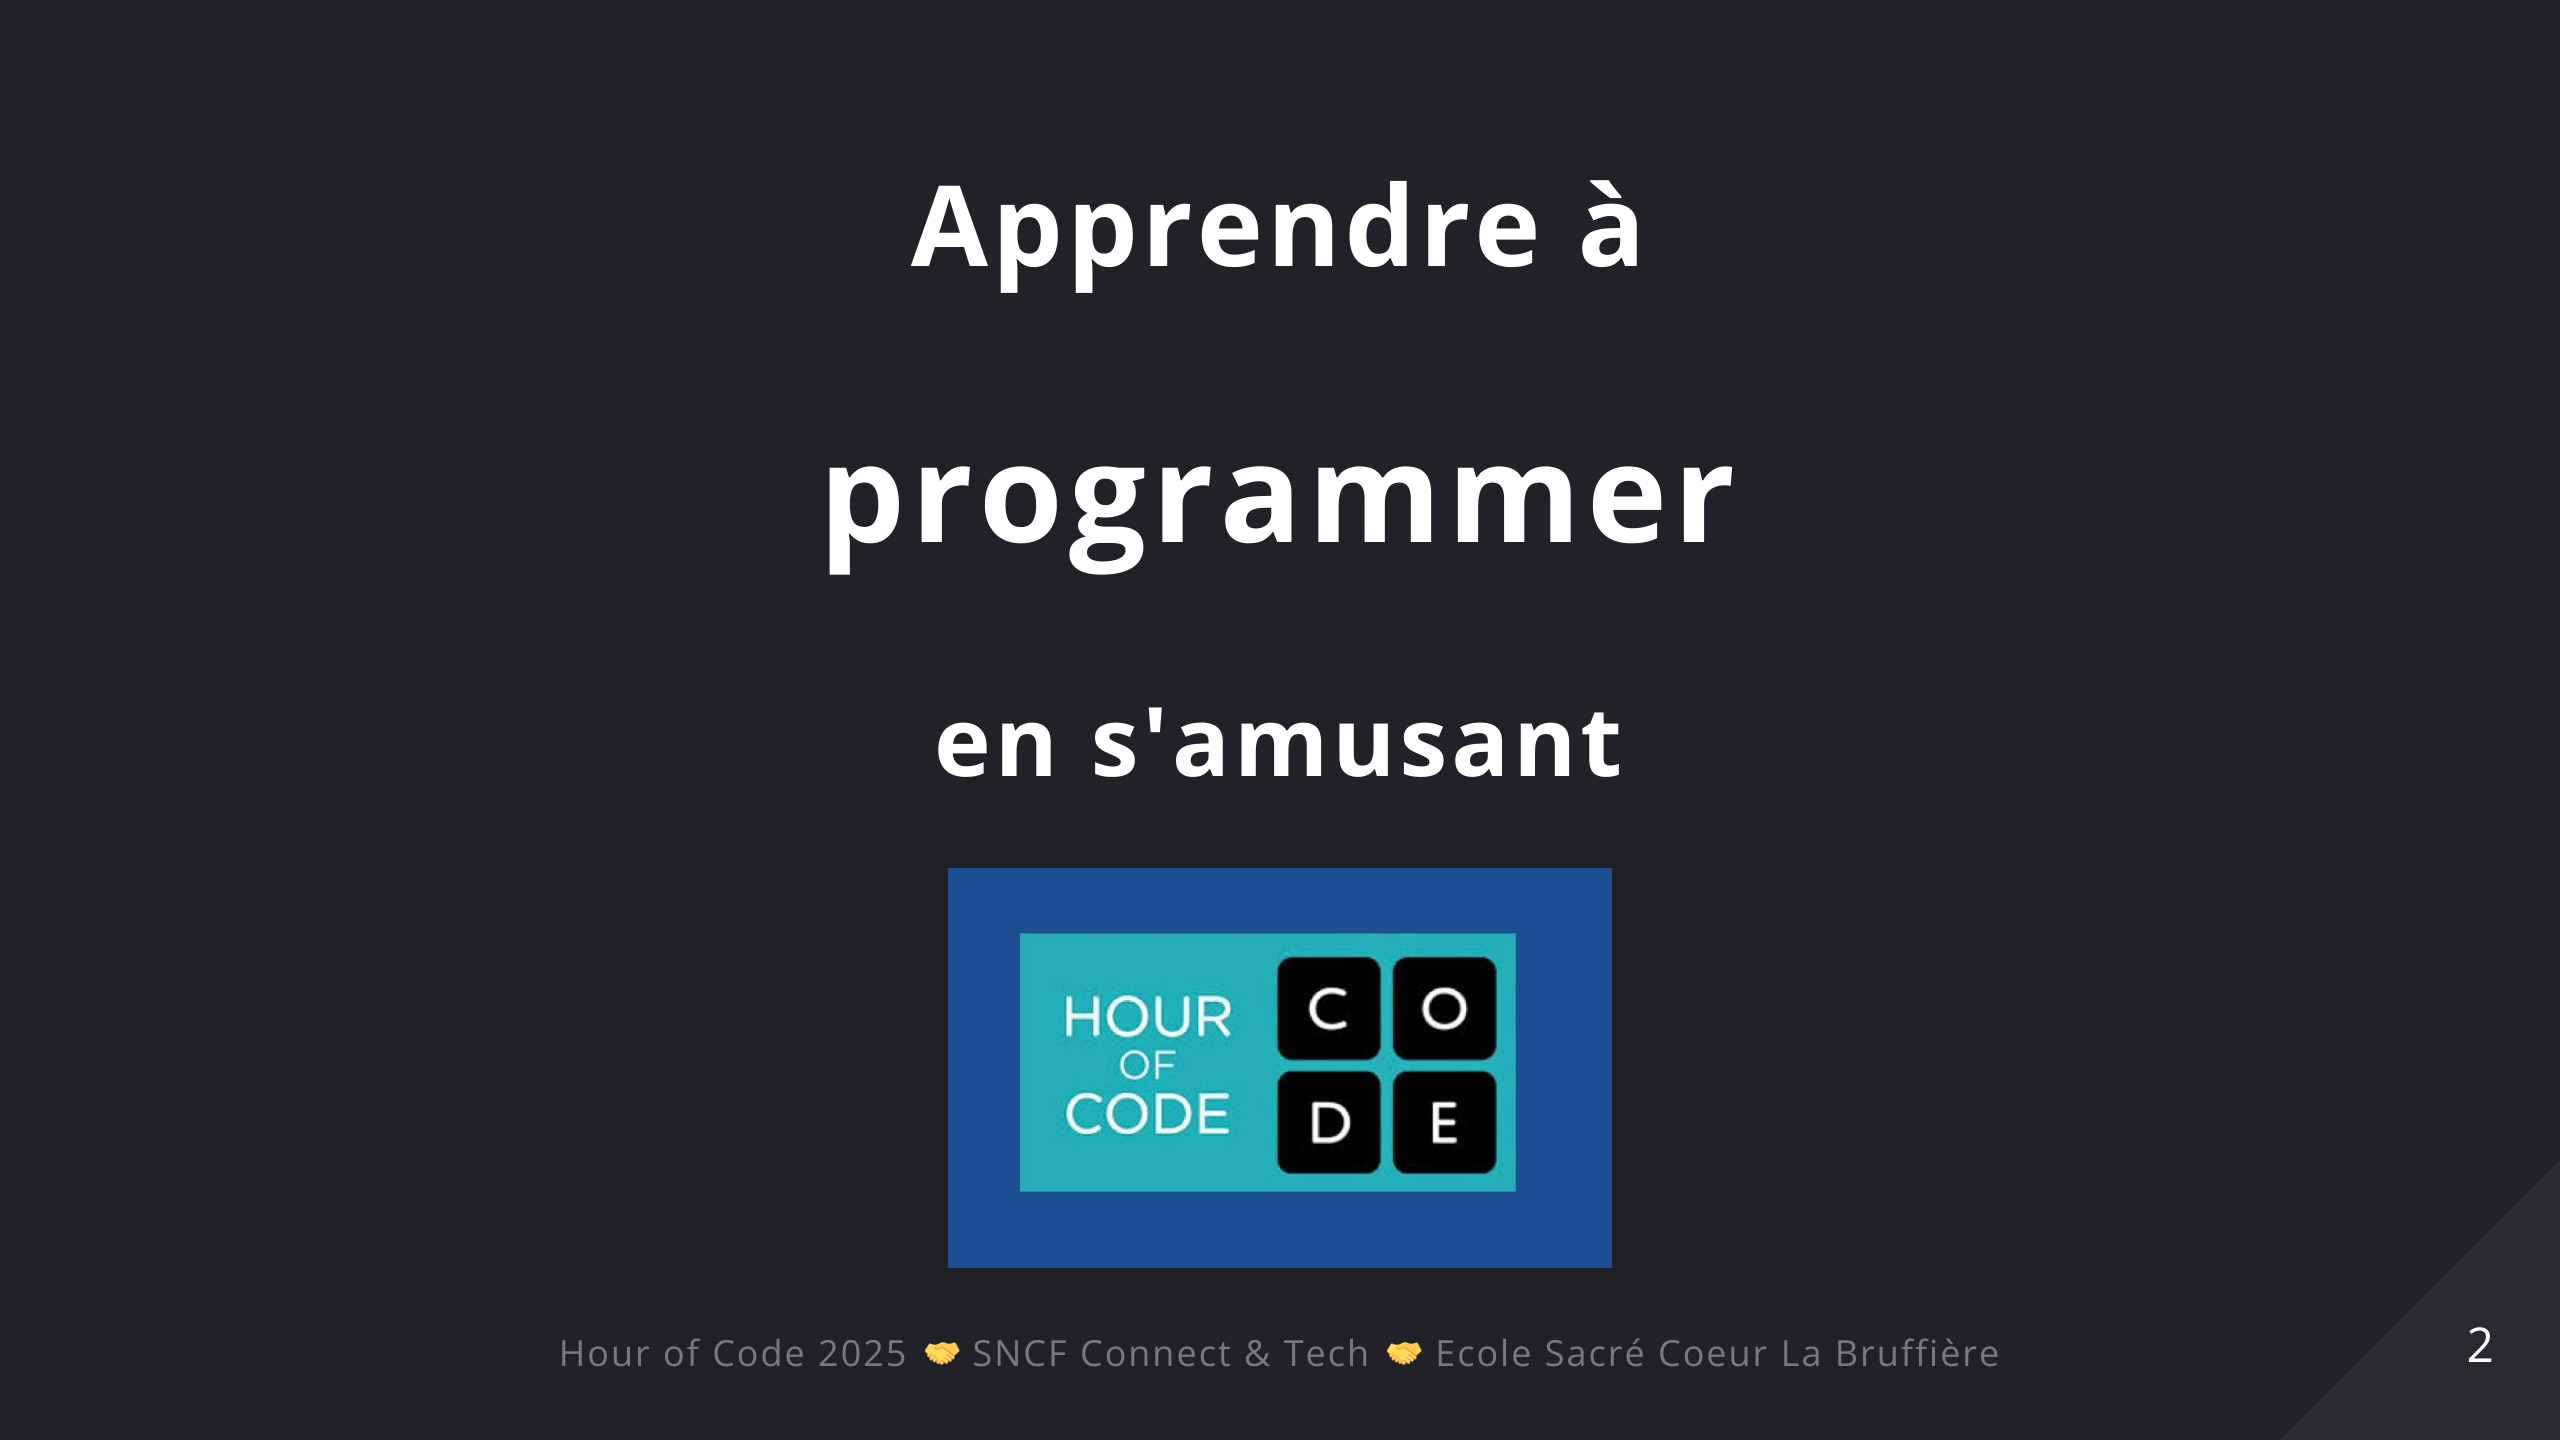 Apprendre à
programmer
en s'amusant
HOUR
OF
CODE
C O
D E
Hour of Code 2025 🤝 SNCF Connect & Tech 🤝 Ecole Sacré Coeur La Bruffière
2